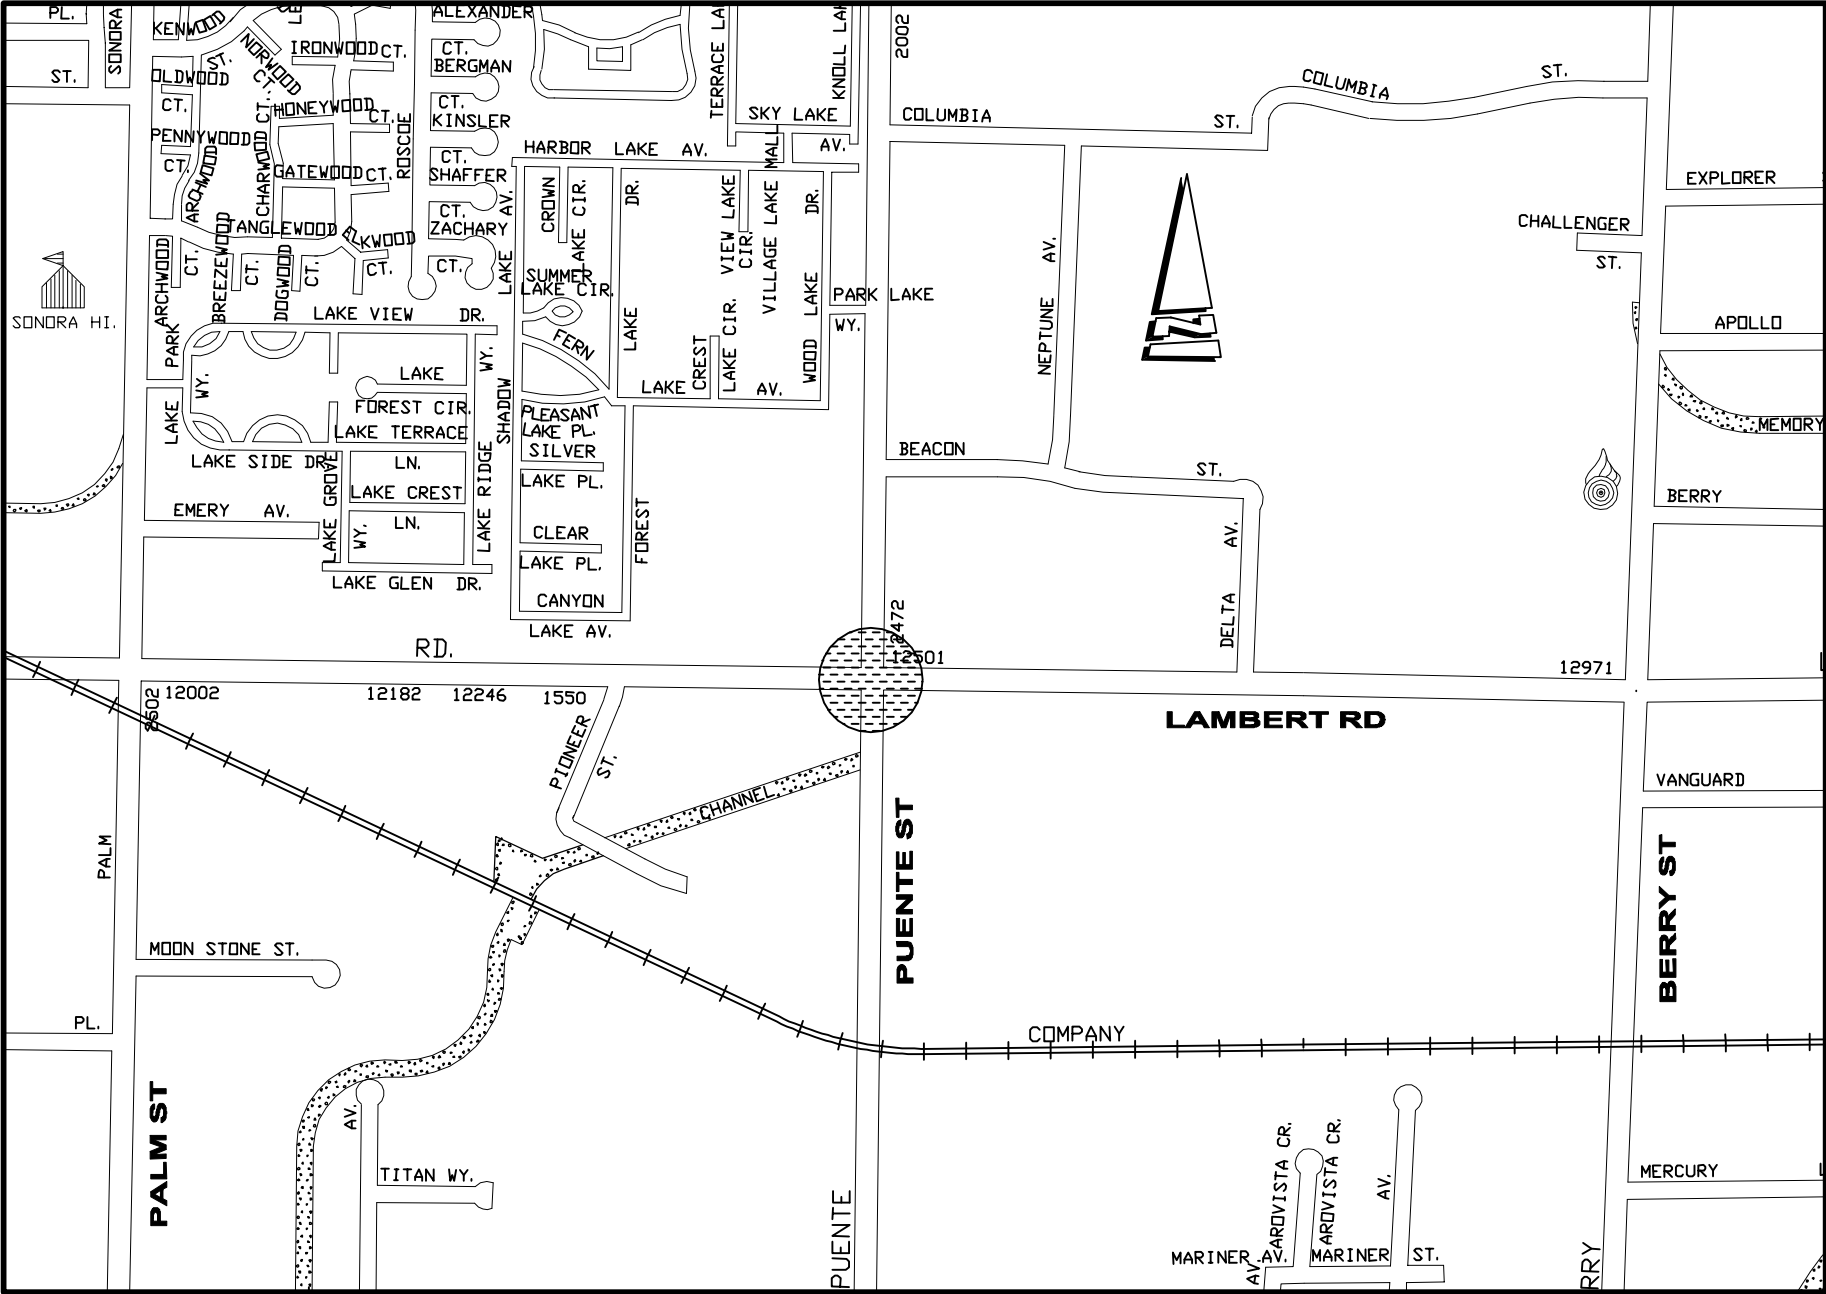 PL.
SONORA
KENWOOD
ST.
NORWOOD
CT.
IRONWOOD CT.
ALEXANDER
CT.
TERRACE
KNOLL
2002
COLUMBIA
ST.
ST.
OLDWOOD
CT.
BERGMAN
CT.
HONEYWOOD
CT.
KINSLER
CT.
SKY LAKE
AV.
COLUMBIA
ST.
PENNYWOOD
CT.
ARCHWOOD
CHARWOOD CT.
ROSCOE
HARBOR LAKE AV.
MALL
GATEWOOD CT.
SHAFFER
CT.
EXPLORER
CROWN
LAKE CIR.
DR.
VIEW LAKE
CIR.
VILLAGE LAKE
DR.
CHALLENGER
ST.
TANGLEWOOD
ELKWOOD
CT.
ZACHARY
CT.
LAKE AV.
NEPTUNE AV.
ARCHWOOD
CT.
BREEZEWOOD
CT.
DOGWOOD
CT.
SUMMER
LAKE CIR.
PARK LAKE
WY.
SONORA HI.
LAKE VIEW DR.
APOLLO
FERN
LAKE
CREST
LAKE CIR.
WOOD LAKE
LAKE PARK
WY.
LAKE
FOREST CIR.
WY.
SHADOW
LAKE AV.
PLEASANT
LAKE PL.
MEMORY
LAKE TERRACE
LN.
SILVER
LAKE PL.
BEACON
ST.
LAKE SIDE DR.
LAKE GROVE
WY.
LAKE CREST
LN.
LAKE RIDGE
BERRY
EMERY AV.
CLEAR
LAKE PL.
FOREST
DELTA AV.
LAKE GLEN DR.
CANYON
LAKE AV.
2472
RD.
12501
12971
2502
12002
12182
12246
1550
LAMBERT RD
PIONEER
ST.
CHANNEL
VANGUARD
PALM
PUENTE ST
BERRY ST
MOON STONE ST.
PL.
COMPANY
PALM ST
AV.
TITAN WY.
PUENTE
AROVISTA CR.
AROVISTA CR.
AV.
MERCURY
MARINER AV.
MARINER ST.
AV.
RRY